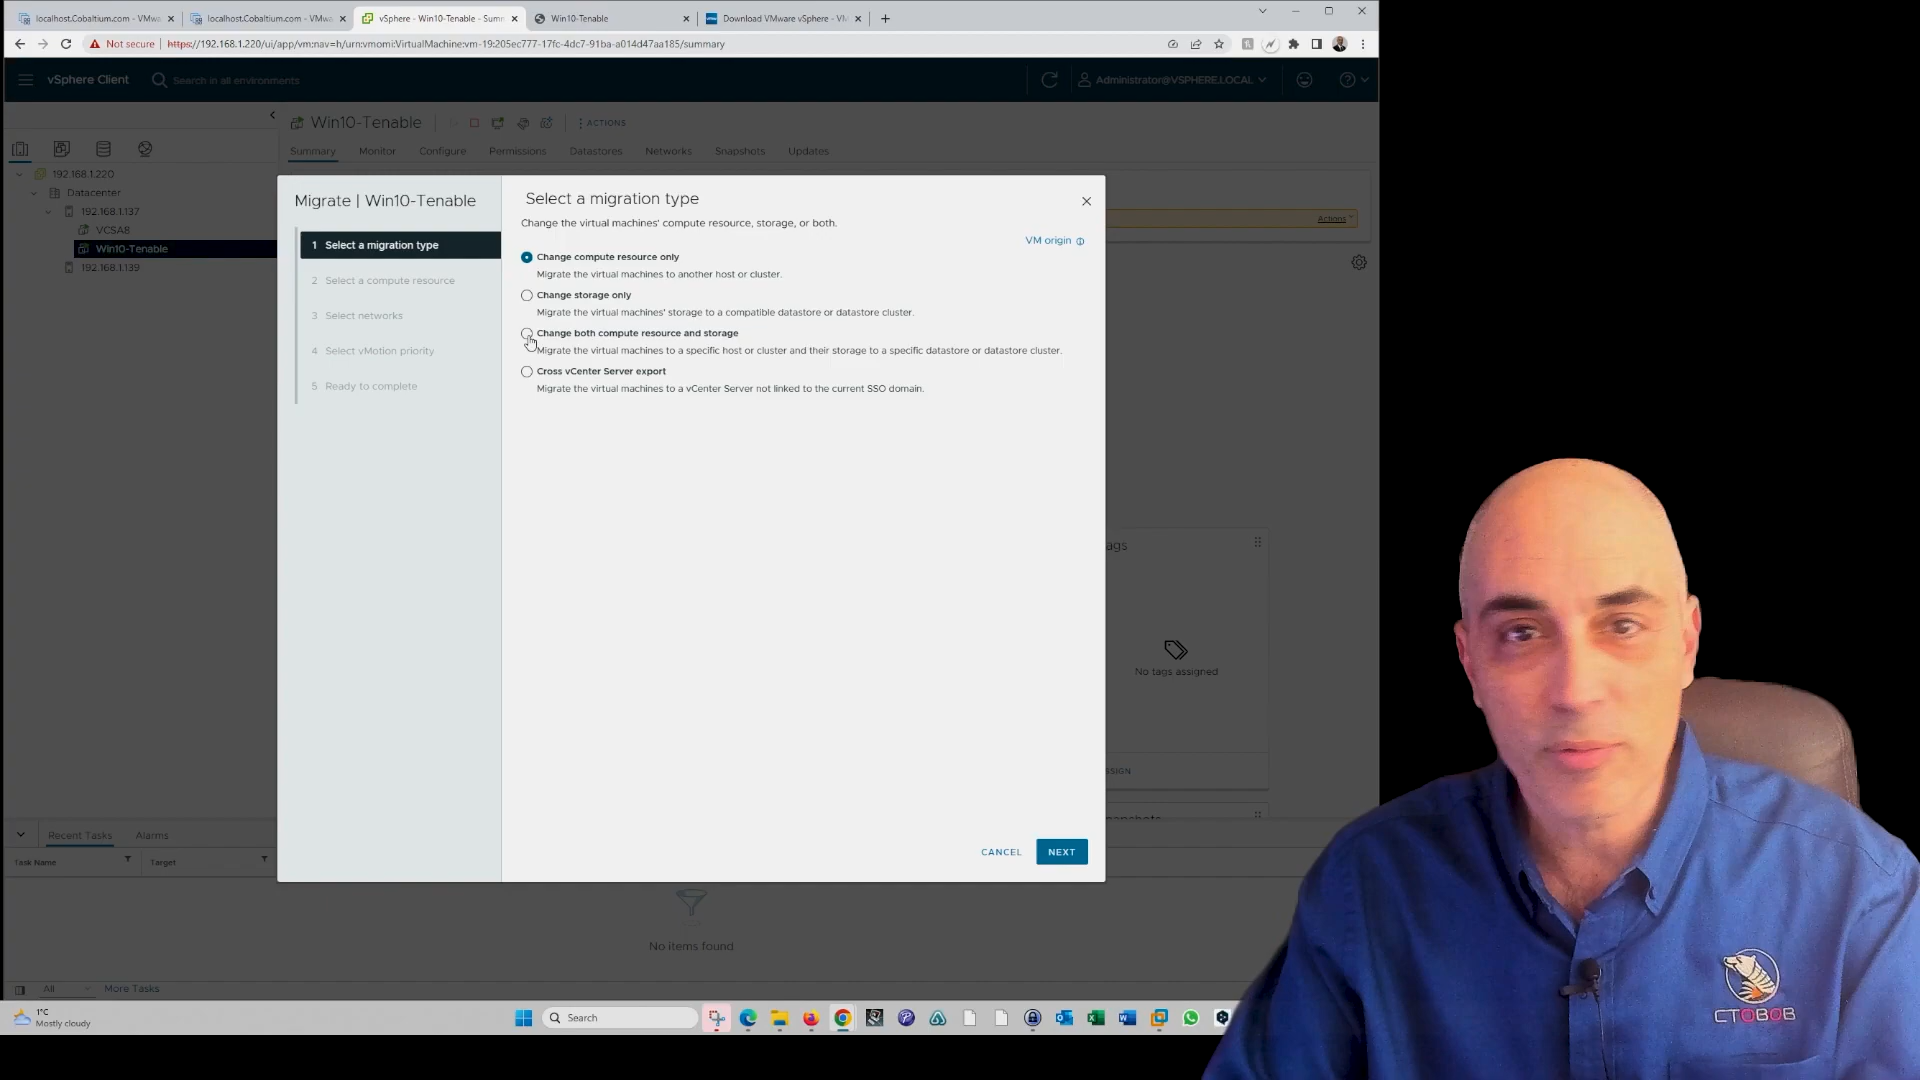 localhost.Cobaltium.com - VMwa
localhost.Cobaltium.com - VMwa
vSphere - Win10-Tenable - Summ
Win10-Tenable
Download VMware vSphere - VM
Not secure
https://192.168.1.220/ui/app/vm;nav=h/urn:vmomi:VirtualMachine:vm-19:205ec777-17fc-4dc7-91ba-a014d47aa185/summary
vSphere Client
Search in all environments
Administrator@VSPHERE.LOCAL
Win10-Tenable
ACTIONS
Summary
Monitor
Configure
Permissions
Datastores
Networks
Snapshots
Updates
192.168.1.220
Datacenter
192.168.1.137
VCSA8
Win10-Tenable
192.168.1.139
Actions
Migrate | Win10-Tenable
1 Select a migration type
2 Select a compute resource
3 Select networks
4 Select vMotion priority
5 Ready to complete
Select a migration type
Change the virtual machines' compute resource, storage, or both.
VM origin
Change compute resource only
Migrate the virtual machines to another host or cluster.
Change storage only
Migrate the virtual machines' storage to a compatible datastore or datastore cluster.
Change both compute resource and storage
Migrate the virtual machines to a specific host or cluster and their storage to a specific datastore or datastore cluster.
Cross vCenter Server export
Migrate the virtual machines to a vCenter Server not linked to the current SSO domain.
CANCEL
NEXT
ags
No tags assigned
SSIGN
napshots
Recent Tasks
Alarms
Task Name
Target
No items found
All
More Tasks
1°C
Mostly cloudy
Search
CTOBOB